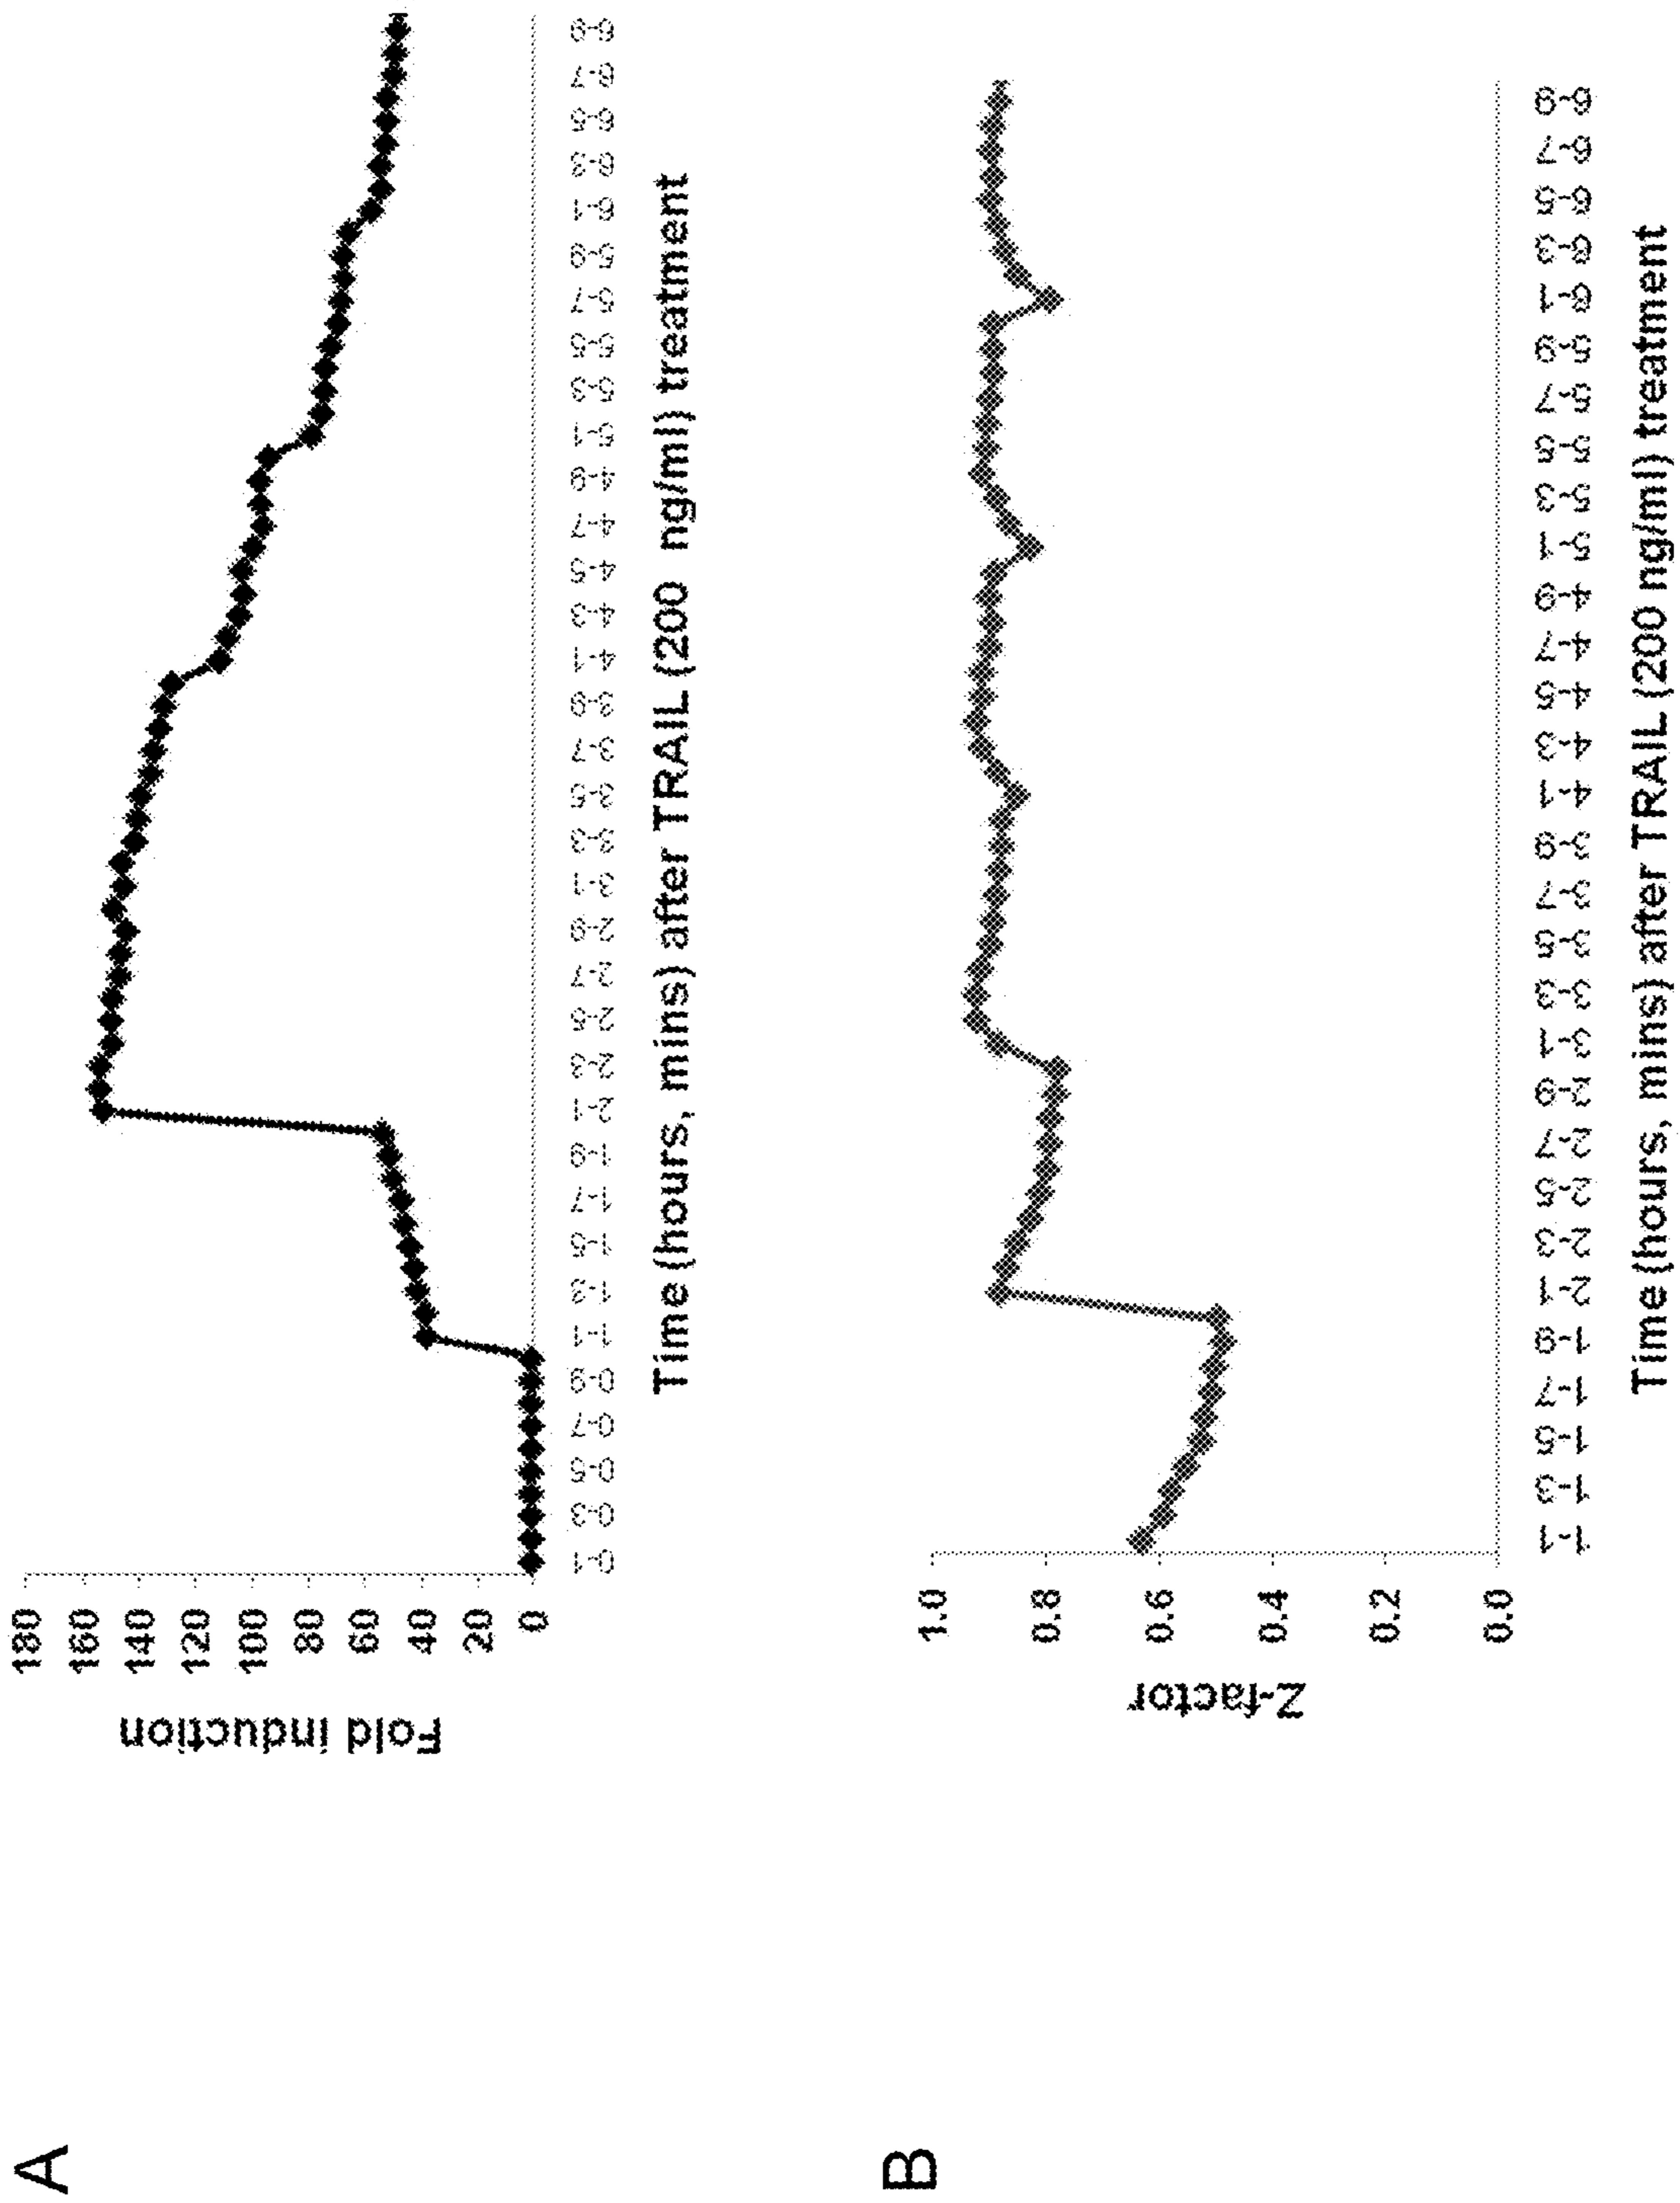 A
Fold induction
180
160
140
120
100
80
60
40
20
0
0-1 0-3 0-5 0-7 0-9 1-1 1-3 1-5 1-7 1-9 2-1 2-3 2-5 2-7 2-9 3-1 3-3 3-5 3-7 3-9 4-1 4-3 4-5 4-7 4-9 5-1 5-3 5-5 5-7 5-9 6-1 6-3 6-5 6-7 6-9
Time (hours, mins) after TRAIL (200 ng/ml) treatment
B
Z-factor
1.0
0.8
0.6
0.4
0.2
0.0
1-1 1-3 1-5 1-7 1-9 2-1 2-3 2-5 2-7 2-9 3-1 3-3 3-5 3-7 3-9 4-1 4-3 4-5 4-7 4-9 5-1 5-3 5-5 5-7 5-9 6-1 6-3 6-5 6-7 6-9
Time (hours, mins) after TRAIL (200 ng/ml) treatment